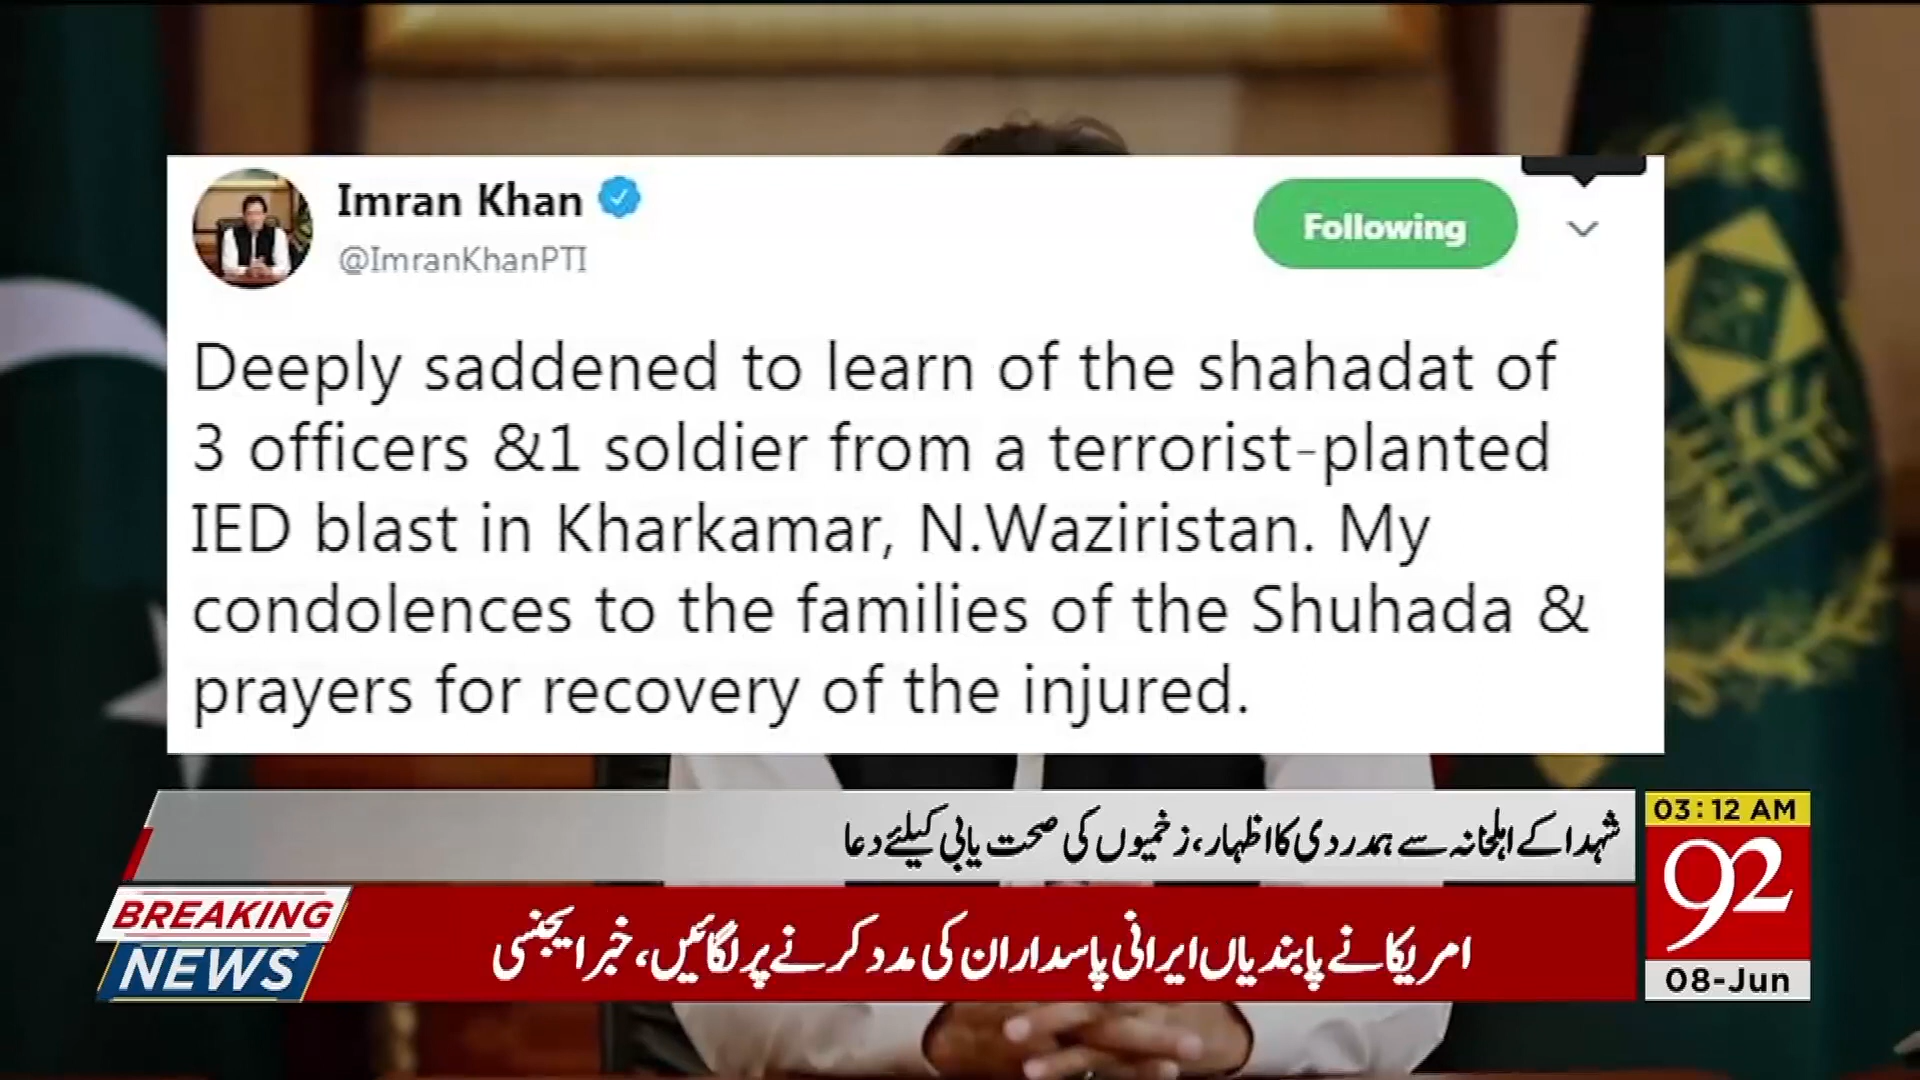 Imran Khan
@ImranKhanPTI
Following
Deeply saddened to learn of the shahadat of
3 officers &1 soldier from a terrorist-planted
IED blast in Kharkamar, N.Waziristan. My
condolences to the families of the Shuhada &
prayers for recovery of the injured.
شہدا کے اہلخانہ سے ہمدردی کا اظہار، زخمیوں کی صحت یابی کیلئے دعا
03:12 AM
92
08-Jun
BREAKING
NEWS
امریکا نے پابندیاں ایرانی پاسداران کی مدد کرنے پر لگائیں، خبر ایجنسی